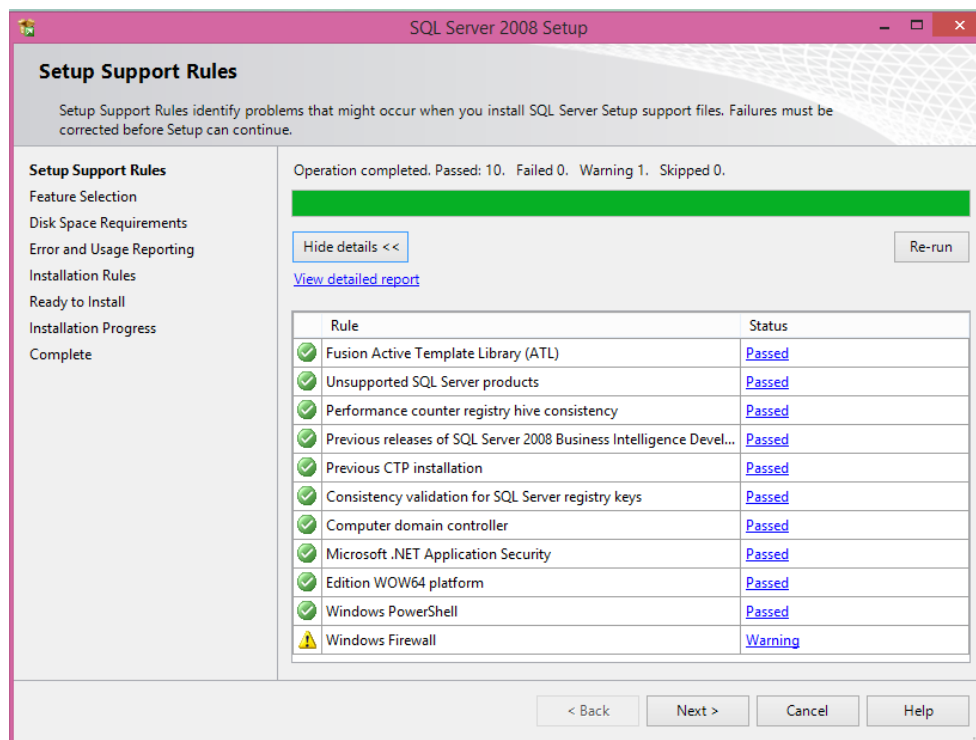 SQL Server 2008 Setup
Setup Support Rules
Setup Support Rules identify problems that might occur when you install SQL Server Setup support files. Failures must be
corrected before Setup can continue.
Setup Support Rules
Feature Selection
Disk Space Requirements
Error and Usage Reporting
Installation Rules
Ready to Install
Installation Progress
Complete
Operation completed. Passed: 10.   Failed 0.   Warning 1.   Skipped 0.
Hide details <<
Re-run
View detailed report
Rule Status
Fusion Active Template Library (ATL) Passed
Unsupported SQL Server products Passed
Performance counter registry hive consistency Passed
Previous releases of SQL Server 2008 Business Intelligence Devel... Passed
Previous CTP installation Passed
Consistency validation for SQL Server registry keys Passed
Computer domain controller Passed
Microsoft .NET Application Security Passed
Edition WOW64 platform Passed
Windows PowerShell Passed
Windows Firewall Warning
< Back Next > Cancel Help